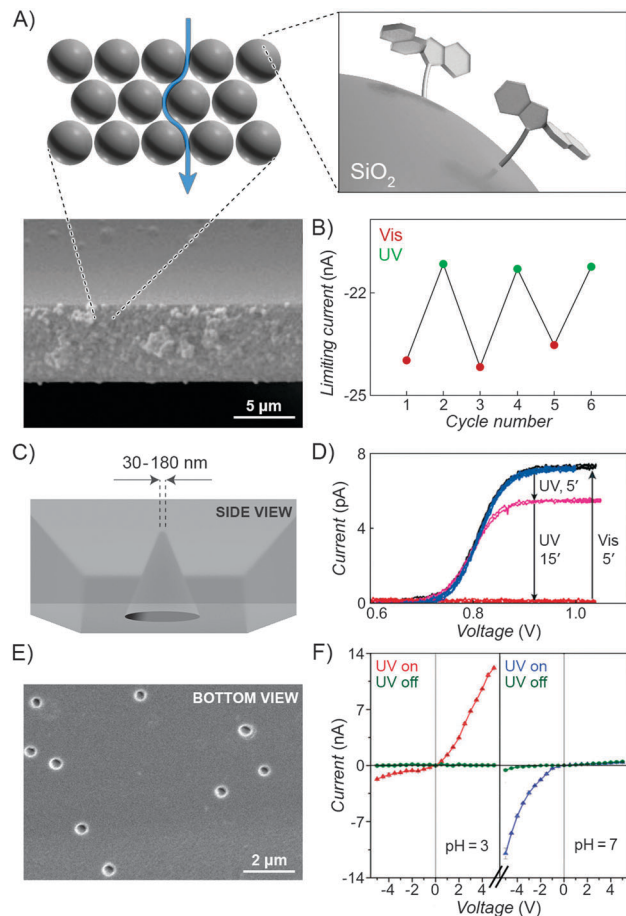 A)
SiO₂
5 µm
B)
Vis
UV
Limiting current (nA)
-22
-25
1 2 3 4 5 6
Cycle number
C)
30-180 nm
SIDE VIEW
D)
Current (pA)
8
4
0
UV, 5′
UV
15′
Vis
5′
0.6 0.8 1.0
Voltage (V)
E)
BOTTOM VIEW
2 µm
F)
Current (nA)
14
7
0
-7
-14
UV on
UV off
UV on
UV off
pH = 3
pH = 7
-4 -2 0 2 4 -4 -2 0 2 4
Voltage (V)